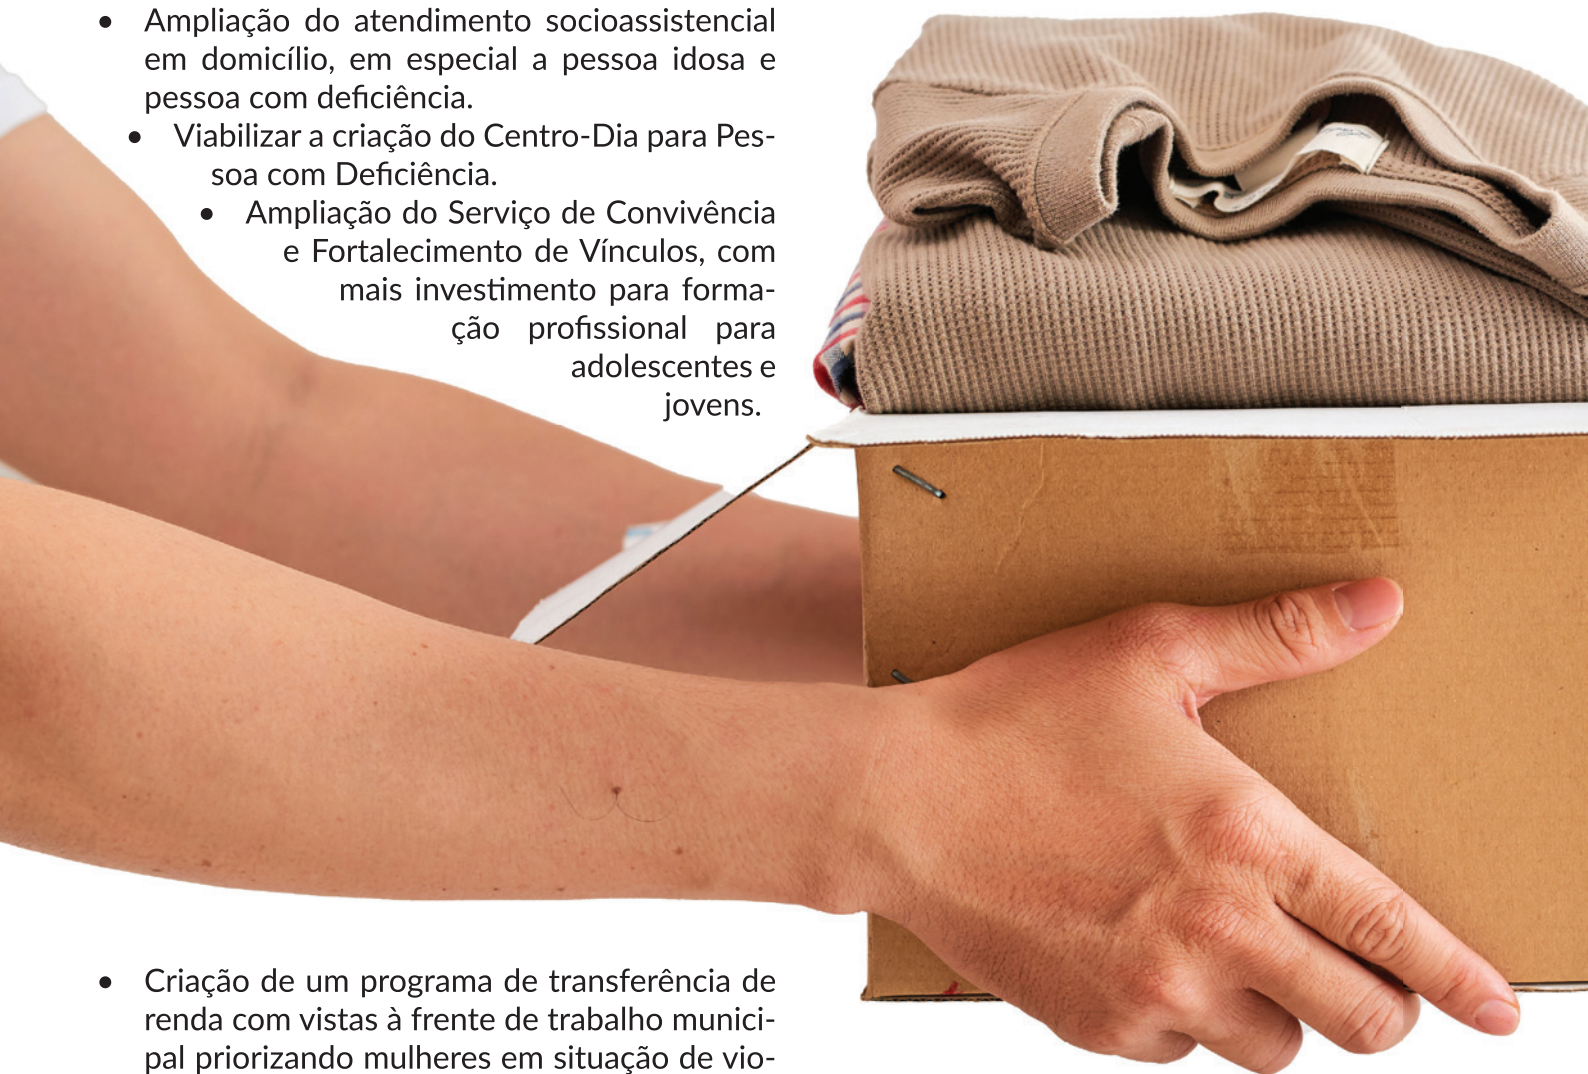 • Ampliação do atendimento socioassistencial
em domicílio, em especial a pessoa idosa e
pessoa com deficiência.
• Viabilizar a criação do Centro-Dia para Pes-
soa com Deficiência.
• Ampliação do Serviço de Convivência
e Fortalecimento de Vínculos, com
mais investimento para forma-
ção profissional para
adolescentes e
jovens.
• Criação de um programa de transferência de
renda com vistas à frente de trabalho munici-
pal priorizando mulheres em situação de vio-